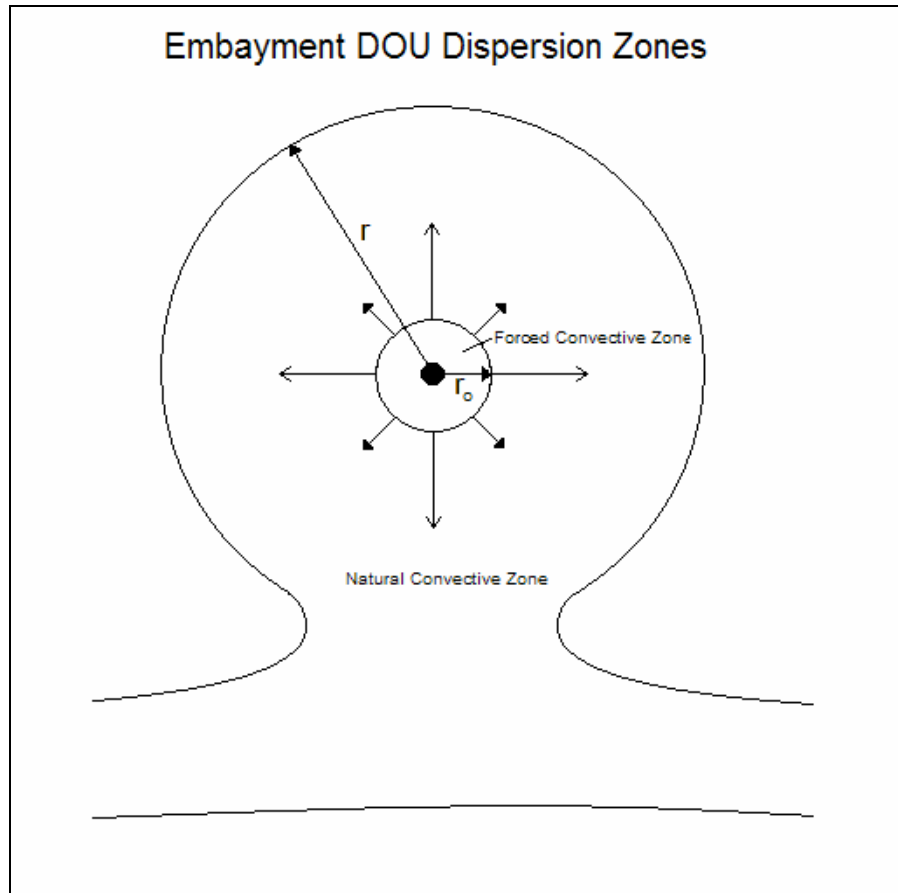 Embayment DOU Dispersion Zones
r
Forced Convective Zone
ro
Natural Convective Zone